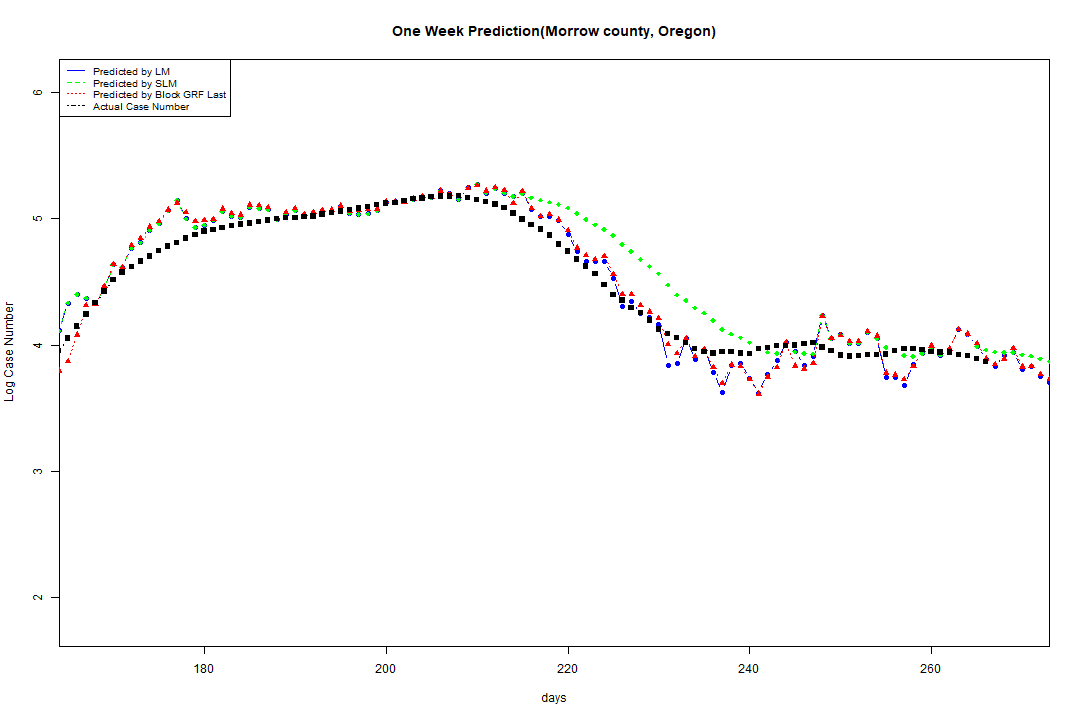 One Week Prediction(Morrow county, Oregon)
Predicted by LM
Predicted by SLM
Predicted by Block GRF Last
Actual Case Number
6
5
4
3
2
Log Case Number
180 200 220 240 260
days